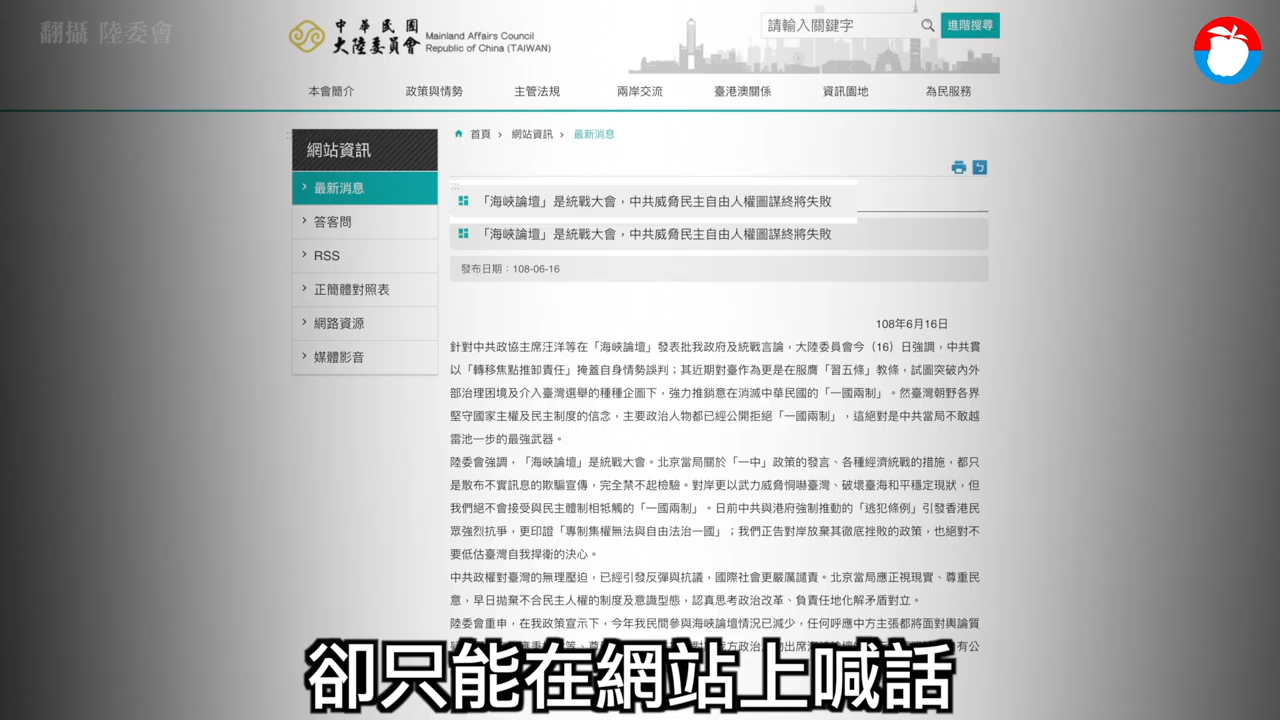 翻攝 陸委會
中華民國
大陸委員會
Mainland Affairs Council
Republic of China (TAIWAN)
請輸入關鍵字
進階搜尋
本會簡介 政策與情勢 主管法規 兩岸交流 臺港澳關係 資訊園地 為民服務
網站資訊
最新消息
答客問
RSS
正簡體對照表
網路資源
媒體影音
首頁 › 網站資訊 › 最新消息
「海峽論壇」是統戰大會，中共威脅民主自由人權圖謀終將失敗
「海峽論壇」是統戰大會，中共威脅民主自由人權圖謀終將失敗
發布日期：108-06-16
108年6月16日
針對中共政協主席汪洋等在「海峽論壇」發表批我政府及統戰言論，大陸委員會今（16）日強調，中共貫
以「轉移焦點推卸責任」掩蓋自身情勢誤判；其近期對臺作為更是在服膺「習五條」教條，試圖突破內外
部治理困境及介入臺灣選舉的種種企圖下，強力推銷意在消滅中華民國的「一國兩制」。然臺灣朝野各界
堅守國家主權及民主制度的信念，主要政治人物都已經公開拒絕「一國兩制」，這絕對是中共當局不敢越
雷池一步的最強武器。
陸委會強調，「海峽論壇」是統戰大會。北京當局關於「一中」政策的發言、各種經濟統戰的措施，都只
是散布不實訊息的欺騙宣傳，完全禁不起檢驗。對岸更以武力威脅恫嚇臺灣、破壞臺海和平穩定現狀，但
我們絕不會接受與民主體制相牴觸的「一國兩制」。日前中共與港府強制推動的「逃犯條例」引發香港民
眾強烈抗爭，更印證「專制集權無法與自由法治一國」；我們正告對岸放棄其徹底挫敗的政策，也絕對不
要低估臺灣自我捍衛的決心。
中共政權對臺灣的無理壓迫，已經引發反彈與抗議，國際社會更嚴厲譴責。北京當局應正視現實、尊重民
意，早日拋棄不合民主人權的制度及意識型態，認真思考政治改革、負責任地化解矛盾對立。
陸委會重申，在我政策宣示下，今年我民間參與海峽論壇情況已減少，任何呼應中方主張都將面對輿論質
卻只能在網站上喊話